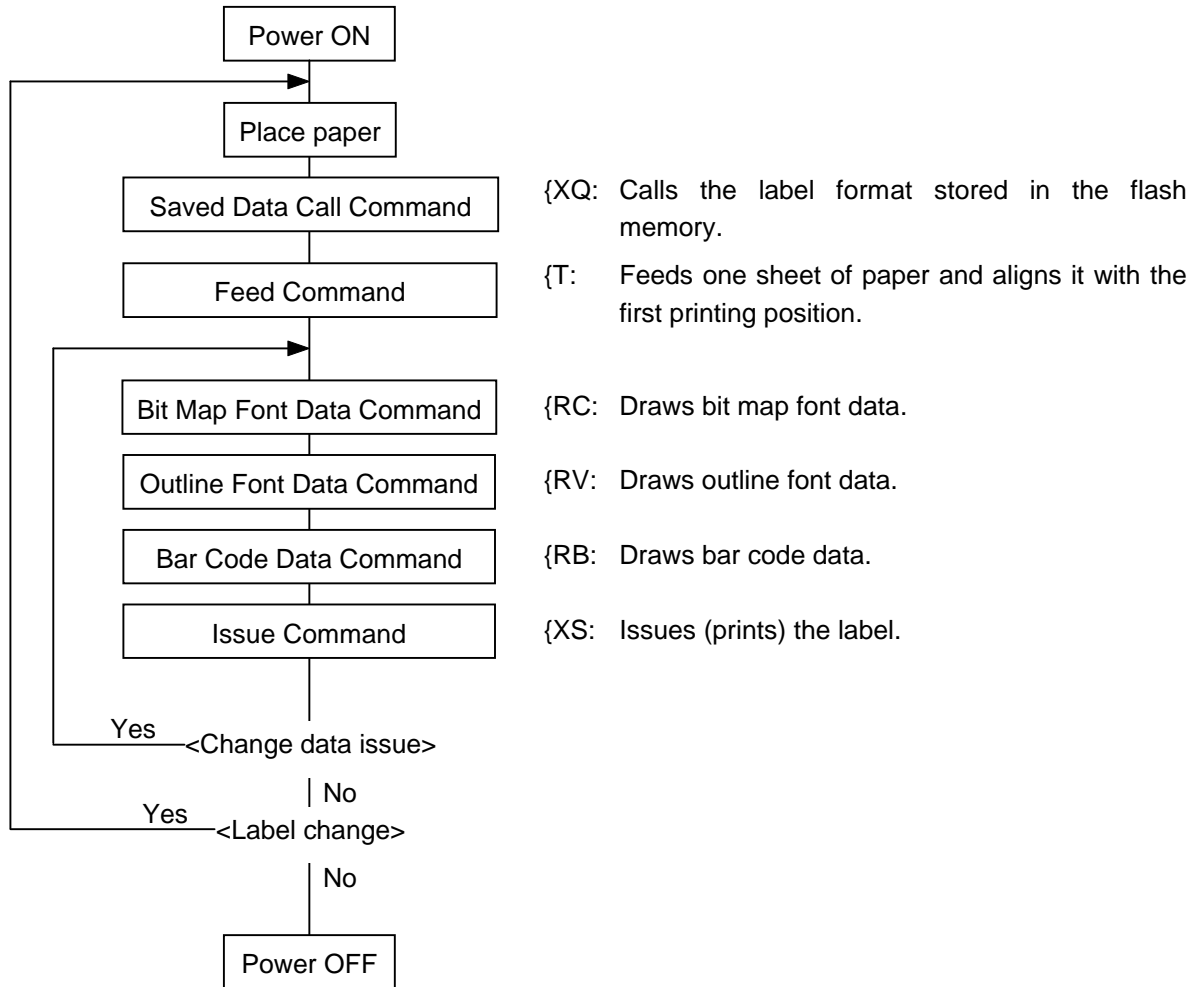 Power ON
Place paper
Saved Data Call Command
{XQ: Calls the label format stored in the flash
memory.
Feed Command
{T: Feeds one sheet of paper and aligns it with the
first printing position.
Bit Map Font Data Command
{RC: Draws bit map font data.
Outline Font Data Command
{RV: Draws outline font data.
Bar Code Data Command
{RB: Draws bar code data.
Issue Command
{XS: Issues (prints) the label.
Yes
<Change data issue>
No
Yes
<Label change>
No
Power OFF